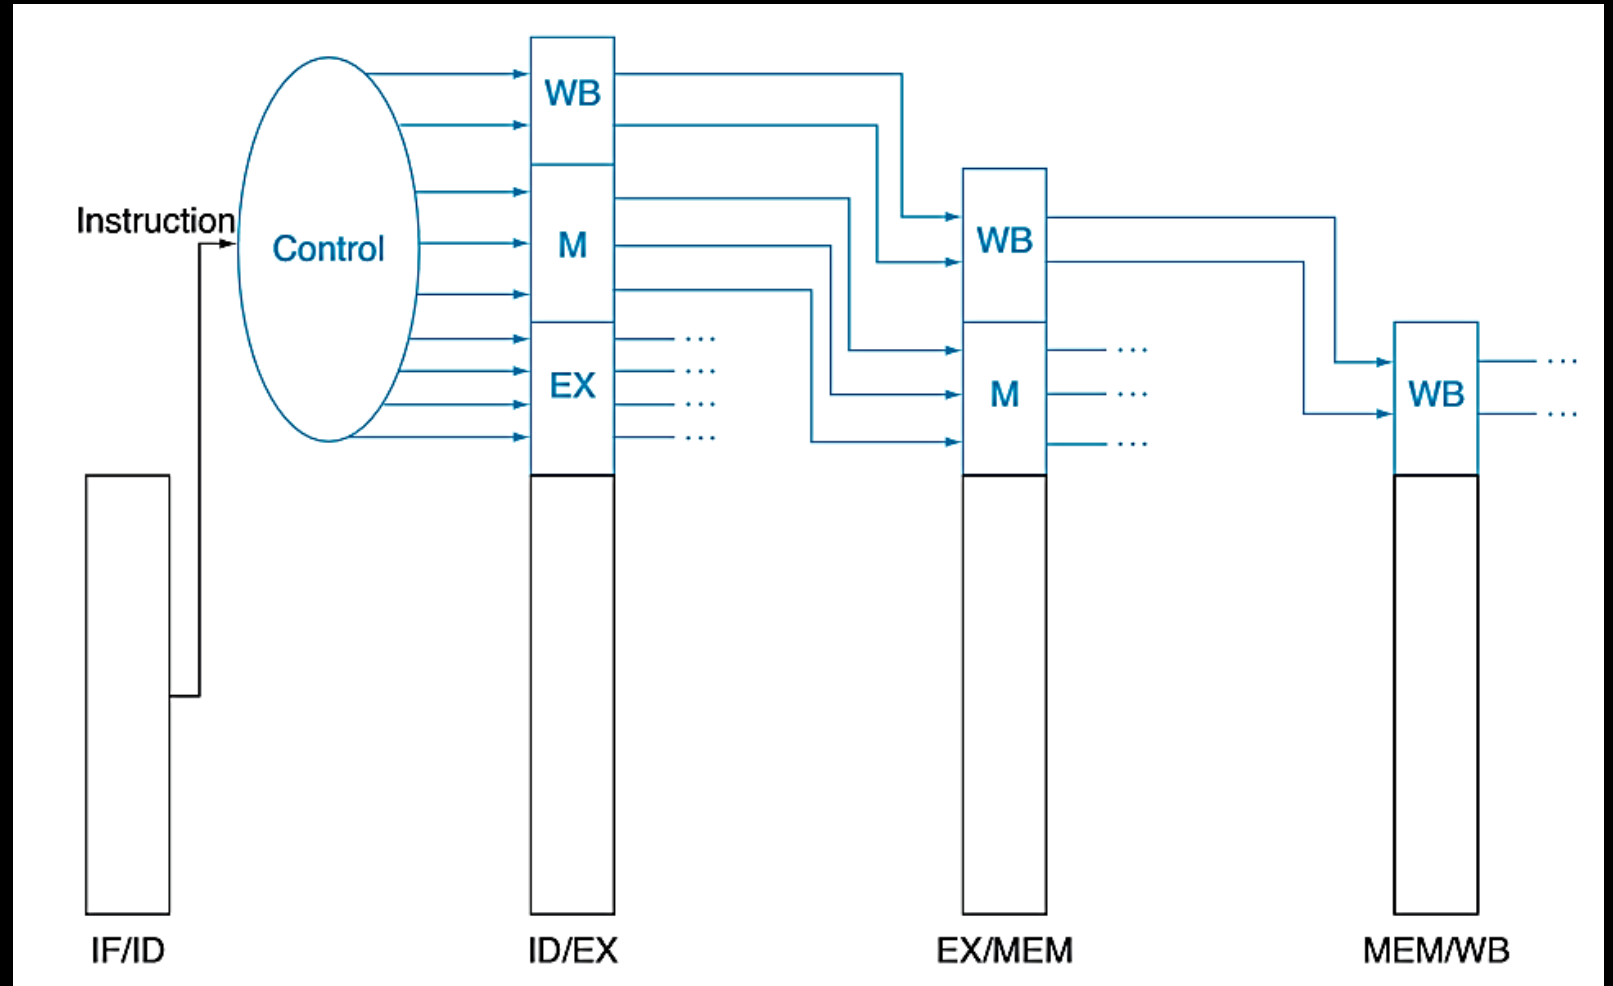 WB
M
EX
Instruction
Control
...
...
...
...
WB
M
...
...
...
WB
...
...
IF/ID
ID/EX
EX/MEM
MEM/WB